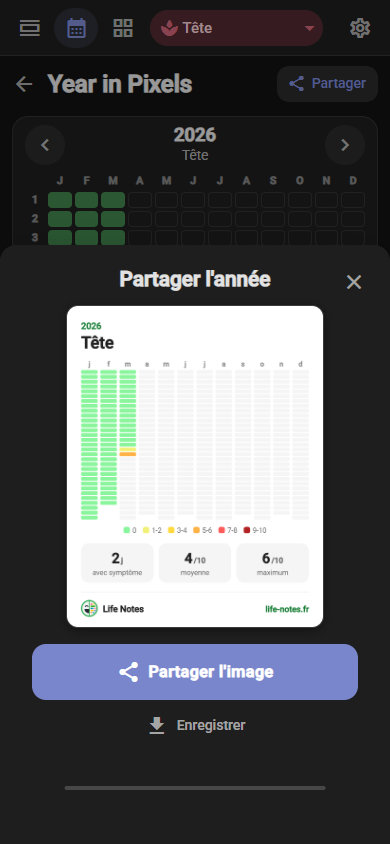 Tête
Year in Pixels
Partager
2026
Tête
J F M A M J J A S O N D
1
2
3
Partager l'année
2026
Tête
j f m a m j j a s o n d
0 1-2 3-4 5-6 7-8 9-10
2 j 4 /10 6 /10
avec symptôme moyenne maximum
Life Notes life-notes.fr
Partager l'image
Enregistrer